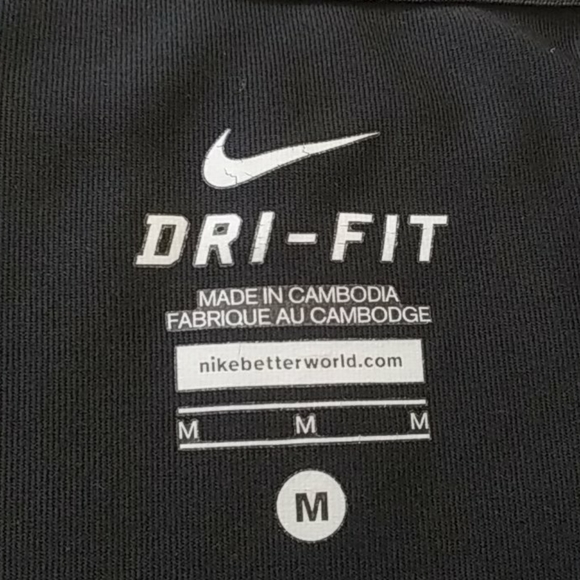 DRI-FIT
MADE IN CAMBODIA
FABRIQUE AU CAMBODGE
nikebetterworld.com
M M M
M